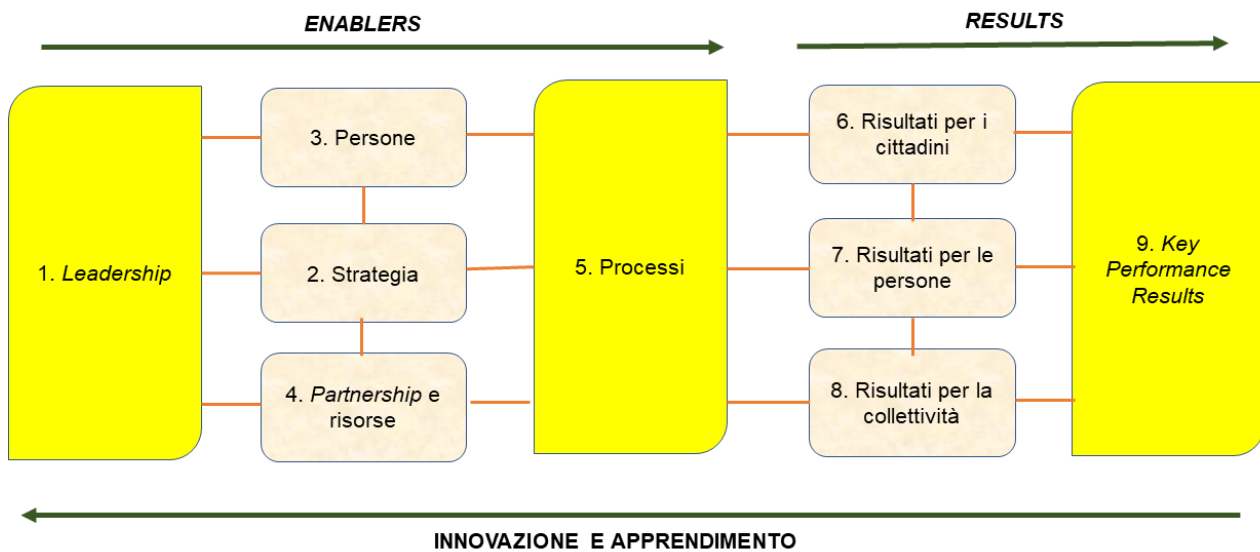 ENABLERS
RESULTS
1. Leadership
3. Persone
2. Strategia
4. Partnership e
risorse
5. Processi
6. Risultati per i
cittadini
7. Risultati per le
persone
8. Risultati per la
collettività
9. Key
Performance
Results
INNOVAZIONE E APPRENDIMENTO